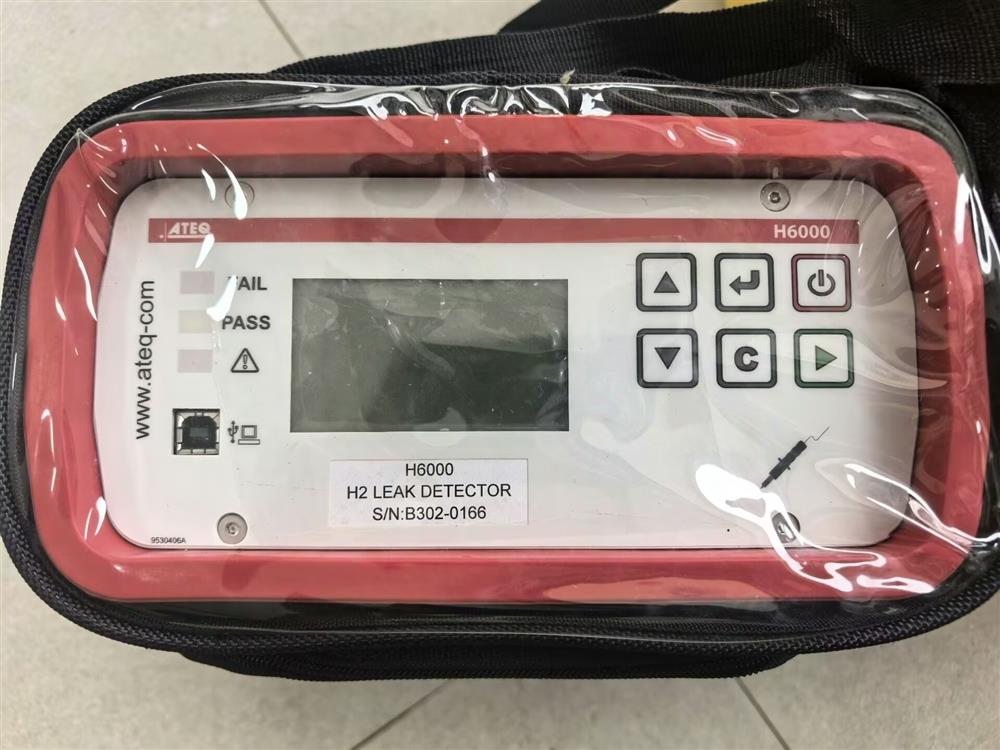 ATEQ
H6000
FAIL
PASS
www.ateq-com
C
H6000
H2 LEAK DETECTOR
S/N:B302-0166
9530406A